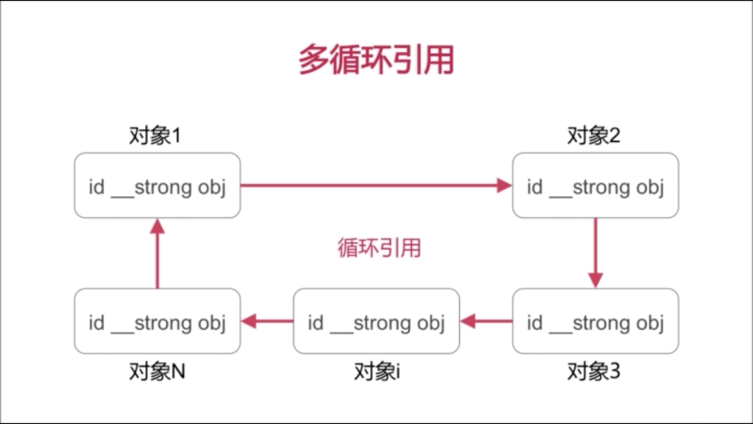 多循环引用
对象1
对象2
id __strong obj
id __strong obj
循环引用
id __strong obj
id __strong obj
id __strong obj
对象N
对象i
对象3